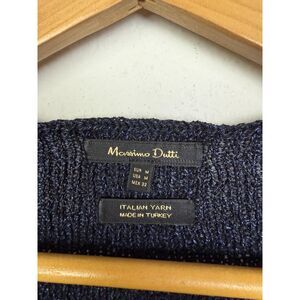 Massimo Dutti
EUR M
USA M
MEX 32
ITALIAN YARN
MADE IN TURKEY